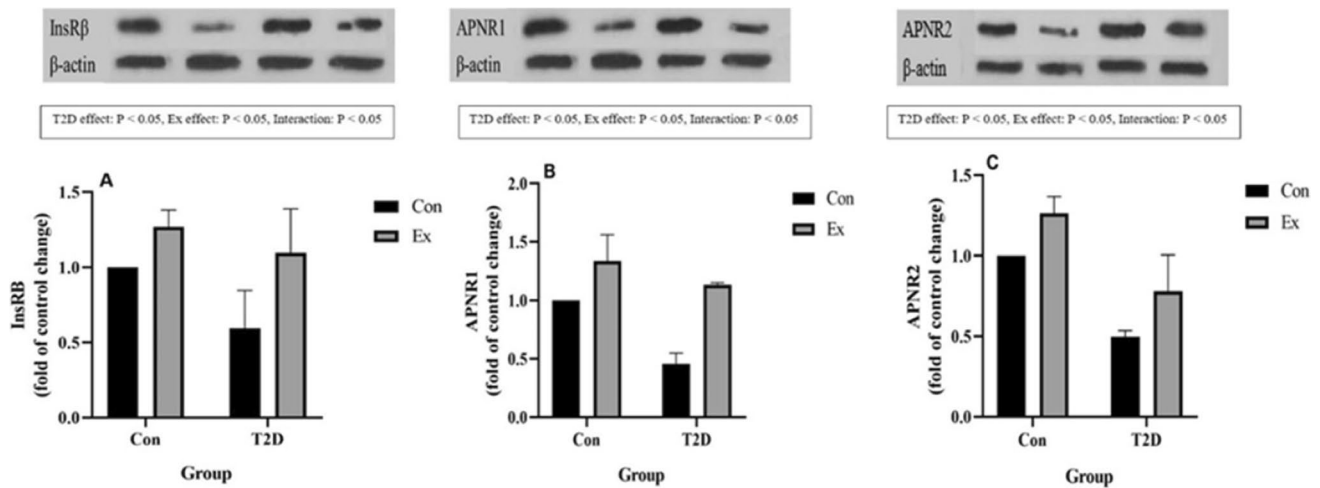 InsRβ
β-actin
APNR1
β-actin
APNR2
β-actin
T2D effect: P < 0.05, Ex effect: P < 0.05, Interaction: P < 0.05
T2D effect: P < 0.05, Ex effect: P < 0.05, Interaction: P < 0.05
T2D effect: P < 0.05, Ex effect: P < 0.05, Interaction: P < 0.05
A
InsRB
(fold of control change)
1.5
1.0
0.5
0.0
Con
T2D
Group
Con
Ex
B
APNR1
(fold of control change)
2.0
1.5
1.0
0.5
0.0
Con
T2D
Group
Con
Ex
C
APNR2
(fold of control change)
1.5
1.0
0.5
0.0
Con
T2D
Group
Con
Ex